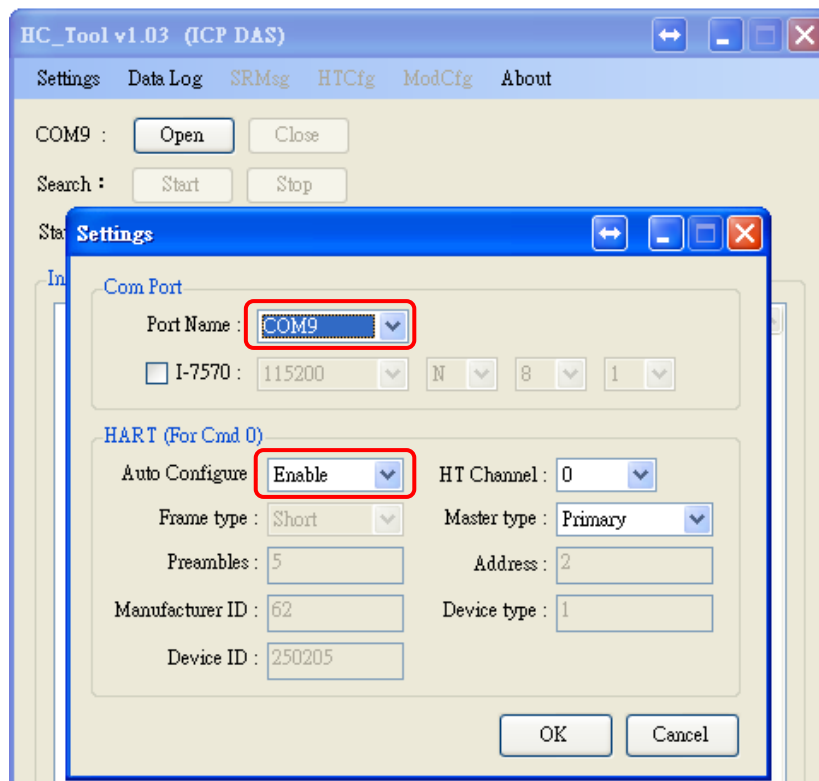 HC_Tool v1.03 (ICP DAS)
Settings Data Log SRMsg HTCfg ModCfg About
COM9 : Open Close
Search : Start Stop
Sta
Settings
In
Com Port
Port Name : COM9
I-7570 : 115200 N 8 1
HART (For Cmd 0)
Auto Configure Enable HT Channel : 0
Frame type : Short Master type : Primary
Preambles : 5 Address : 2
Manufacturer ID : 62 Device type : 1
Device ID : 250205
OK Cancel